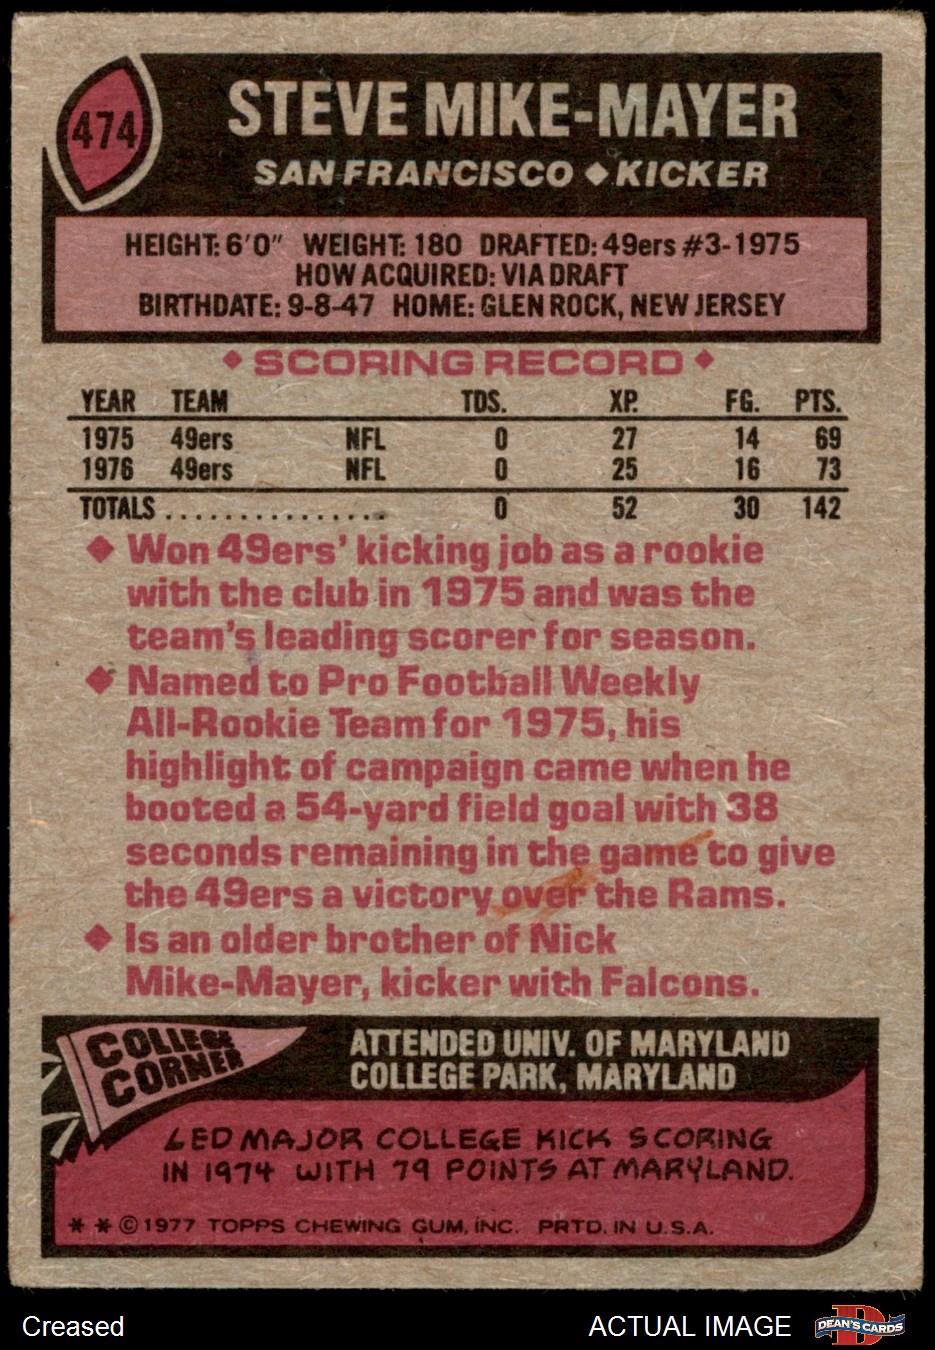 474
STEVE MIKE-MAYER
SAN FRANCISCO ◆ KICKER
HEIGHT: 6'0" WEIGHT: 180 DRAFTED: 49ers #3-1975
HOW ACQUIRED: VIA DRAFT
BIRTHDATE: 9-8-47 HOME: GLEN ROCK, NEW JERSEY
◆ SCORING RECORD ◆
YEAR TEAM TDS. XP. FG. PTS.
1975 49ers NFL 0 27 14 69
1976 49ers NFL 0 25 16 73
TOTALS ................ 0 52 30 142
◆ Won 49ers' kicking job as a rookie
with the club in 1975 and was the
team's leading scorer for season.
◆ Named to Pro Football Weekly
All-Rookie Team for 1975, his
highlight of campaign came when he
booted a 54-yard field goal with 38
seconds remaining in the game to give
the 49ers a victory over the Rams.
◆ Is an older brother of Nick
Mike-Mayer, kicker with Falcons.
COLLEGE
CORNER
ATTENDED UNIV. OF MARYLAND
COLLEGE PARK, MARYLAND
LED MAJOR COLLEGE KICK SCORING
IN 1974 WITH 79 POINTS AT MARYLAND.
* * © 1977 TOPPS CHEWING GUM, INC. PRTD. IN U.S.A.
Creased
ACTUAL IMAGE
D
DEAN'S CARDS